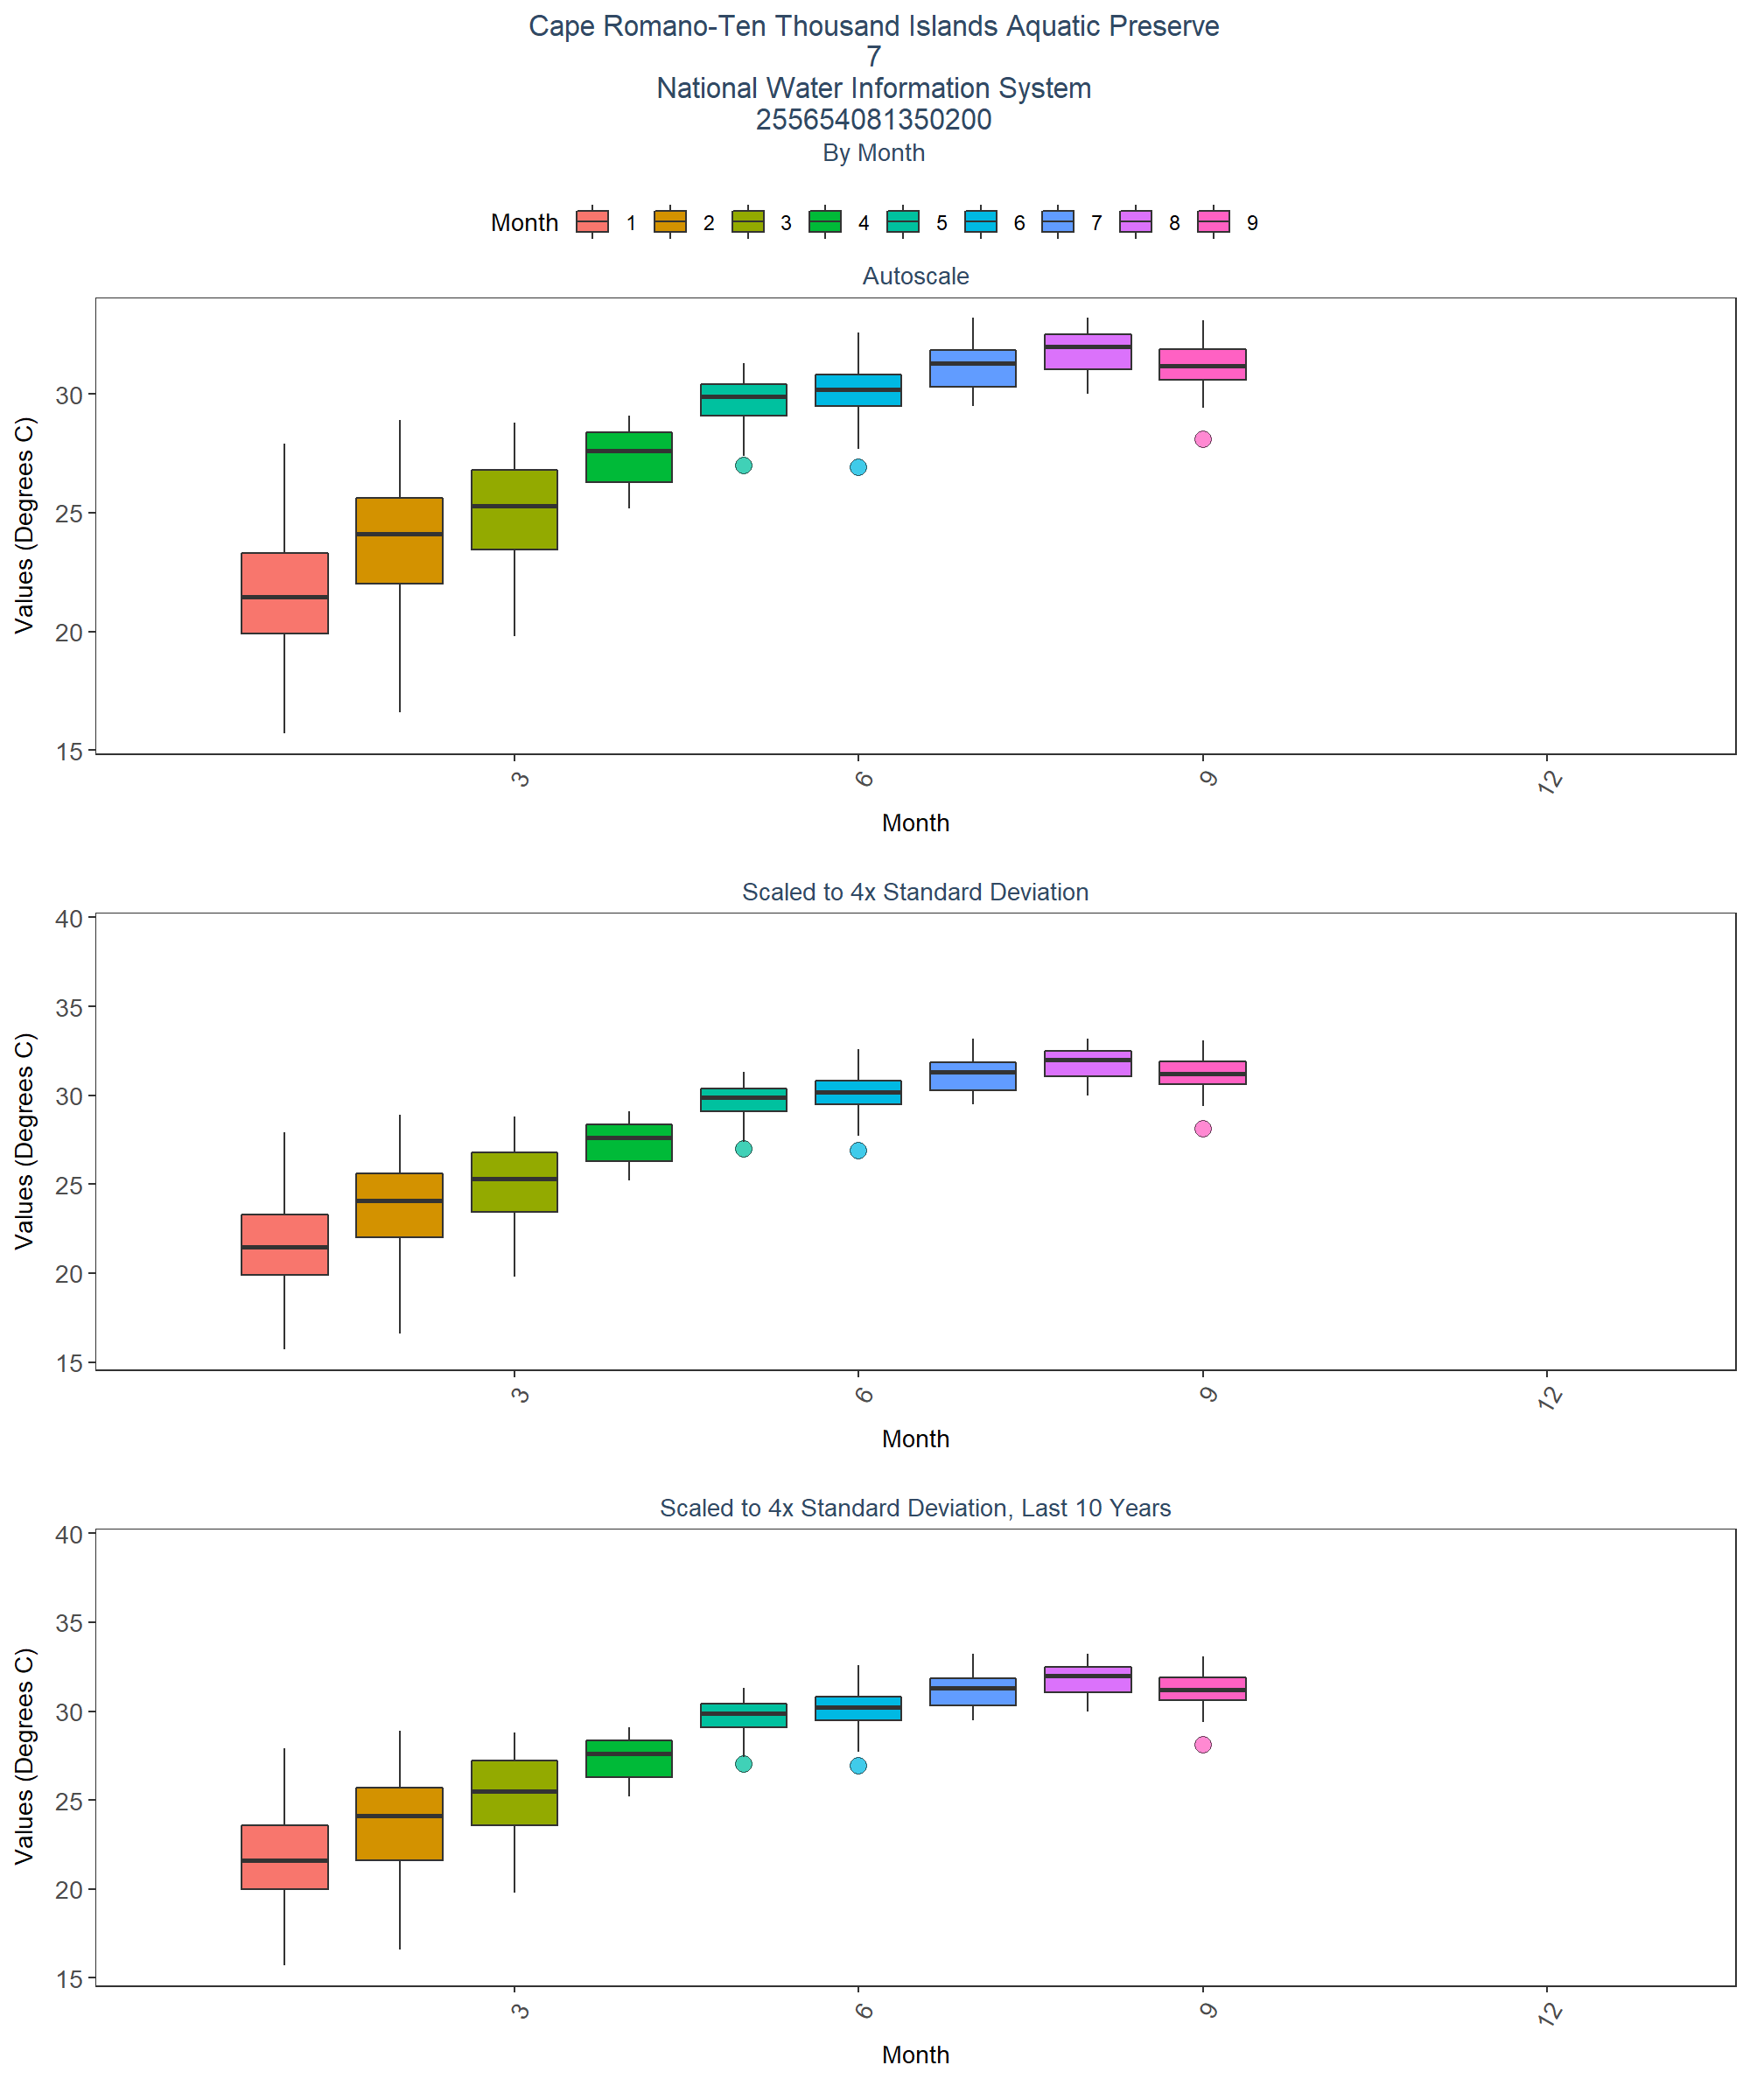 Cape Romano-Ten Thousand Islands Aquatic Preserve
7
National Water Information System
255654081350200
By Month
Month 1 2 3 4 5 6 7 8 9
Autoscale
Values (Degrees C)
30
25
20
15
3 6 9 12
Month
Scaled to 4x Standard Deviation
Values (Degrees C)
40
35
30
25
20
15
3 6 9 12
Month
Scaled to 4x Standard Deviation, Last 10 Years
Values (Degrees C)
40
35
30
25
20
15
3 6 9 12
Month